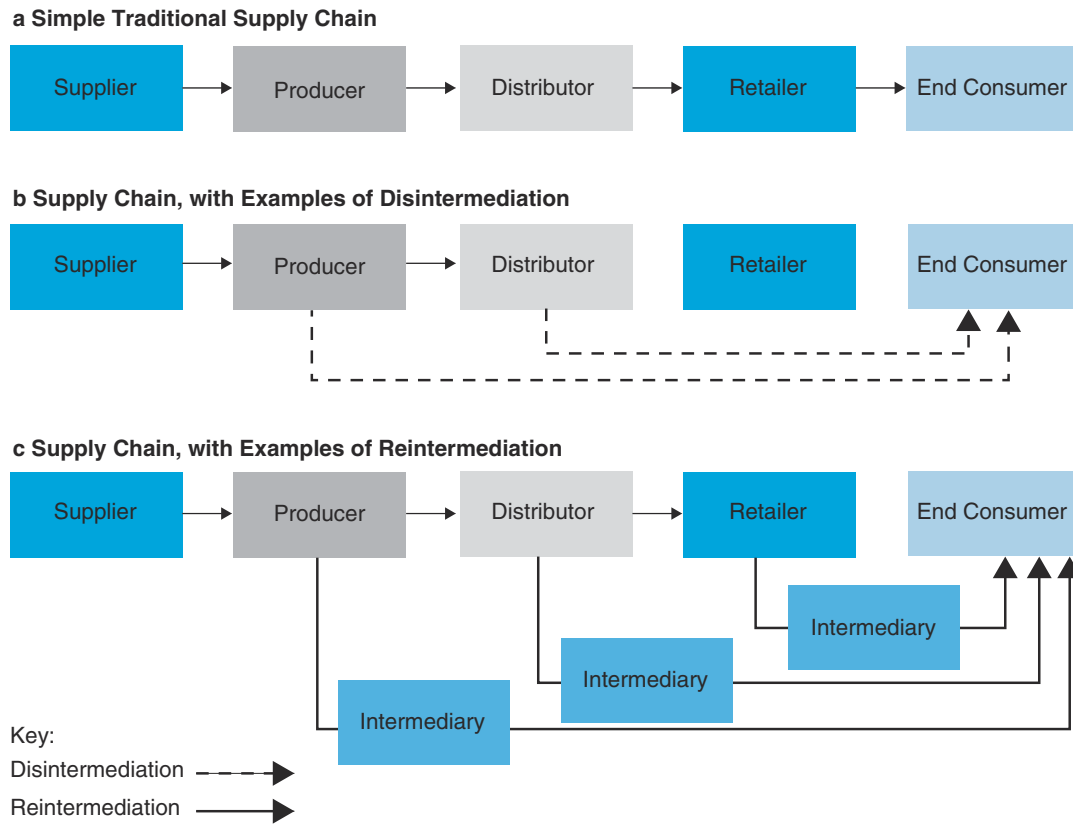 a Simple Traditional Supply Chain
Supplier
Producer
Distributor
Retailer
End Consumer
b Supply Chain, with Examples of Disintermediation
Supplier
Producer
Distributor
Retailer
End Consumer
c Supply Chain, with Examples of Reintermediation
Supplier
Producer
Distributor
Retailer
End Consumer
Intermediary
Intermediary
Intermediary
Key:
Disintermediation
Reintermediation